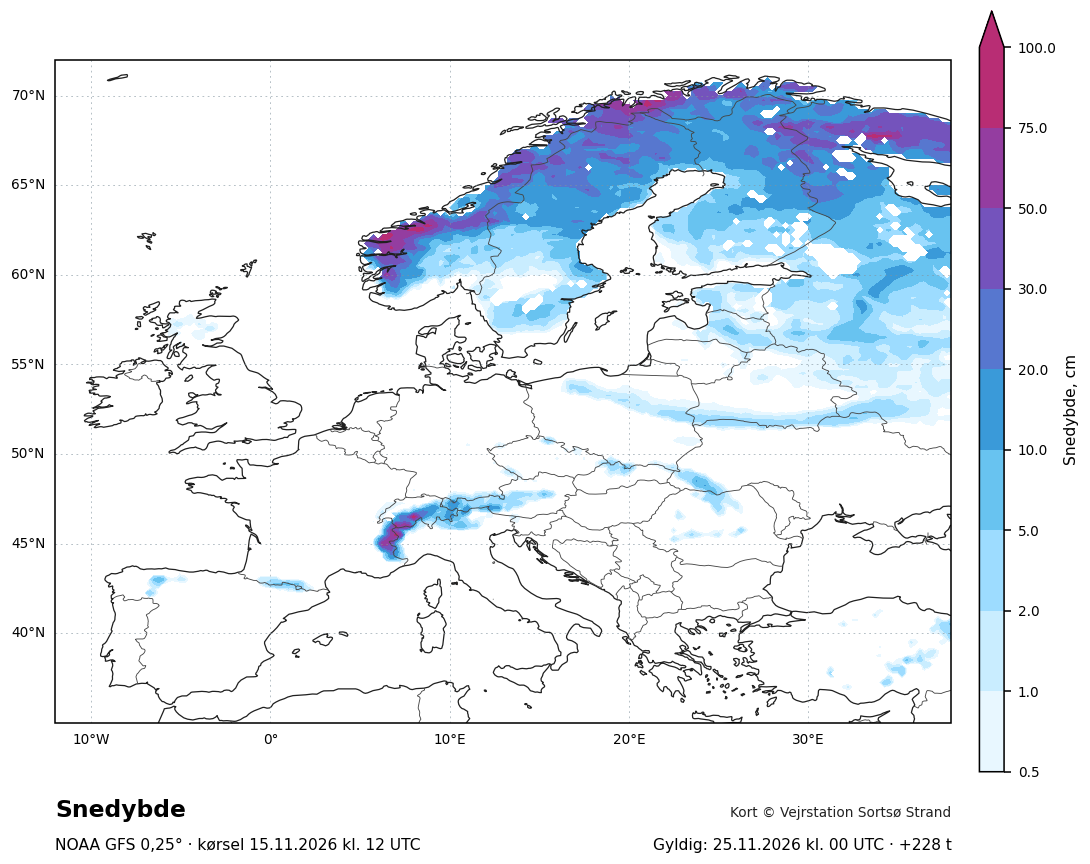 70°N
65°N
60°N
55°N
50°N
45°N
40°N
10°W
0°
10°E
20°E
30°E
100.0
75.0
50.0
30.0
20.0
10.0
5.0
2.0
1.0
0.5
Snedybde, cm
Snedybde
Kort © Vejrstation Sortsø Strand
NOAA GFS 0,25° · kørsel 15.11.2026 kl. 12 UTC
Gyldig: 25.11.2026 kl. 00 UTC · +228 t